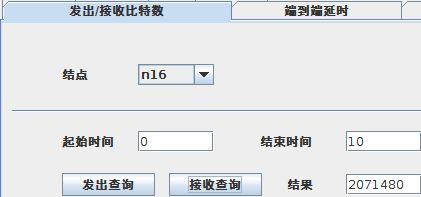 发出/接收比特数 端到端延时
结点 n16
起始时间 0 结束时间 10
发出查询 接收查询 结果 2071480